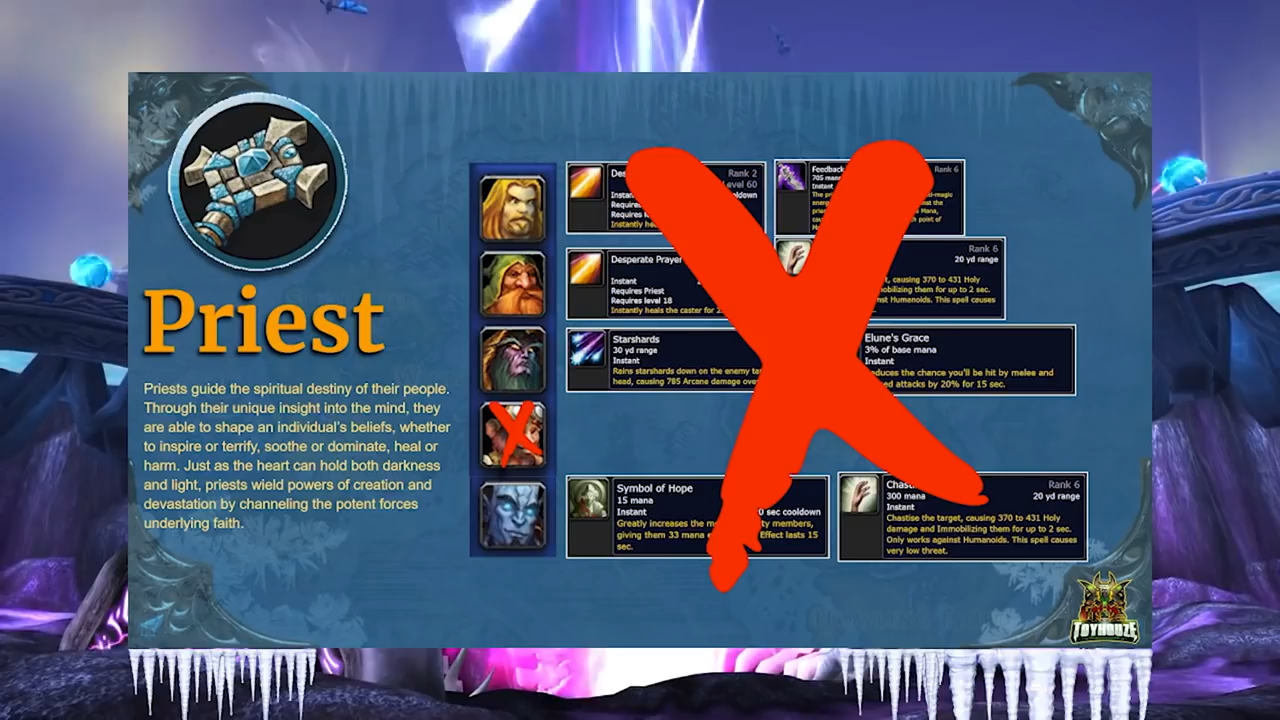 Priest
Priests guide the spiritual destiny of their people.
Through their unique insight into the mind, they
are able to shape an individual's beliefs, whether
to inspire or terrify, soothe or dominate, heal or
harm. Just as the heart can hold both darkness
and light, priests wield powers of creation and
devastation by channeling the potent forces
underlying faith.
Rank 2
Instantly
Feedback Rank 6
705 mana
Instant
Desperate Prayer
Instant
Requires Priest
Requires level 18
Instantly heals the caster for
Rank 6
20 yd range
causing 370 to 431 Holy
them for up to 2 sec.
Humanoids. This spell causes
Starshards
30 yd range
Instant
Rains starshards down on the enemy
head, causing 785 Arcane damage
Elune's Grace
3% of base mana
Instant
the chance you'll be hit by melee and
attacks by 20% for 15 sec.
Symbol of Hope
15 mana
Instant sec cooldown
Greatly increases the members,
giving them 33 mana Effect lasts 15
sec.
Rank 6
300 mana 20 yd range
Instant
Chastise the target, causing 370 to 431 Holy
damage and Immobilizing them for up to 2 sec.
Only works against Humanoids. This spell causes
very low threat.
TOYHOUZE